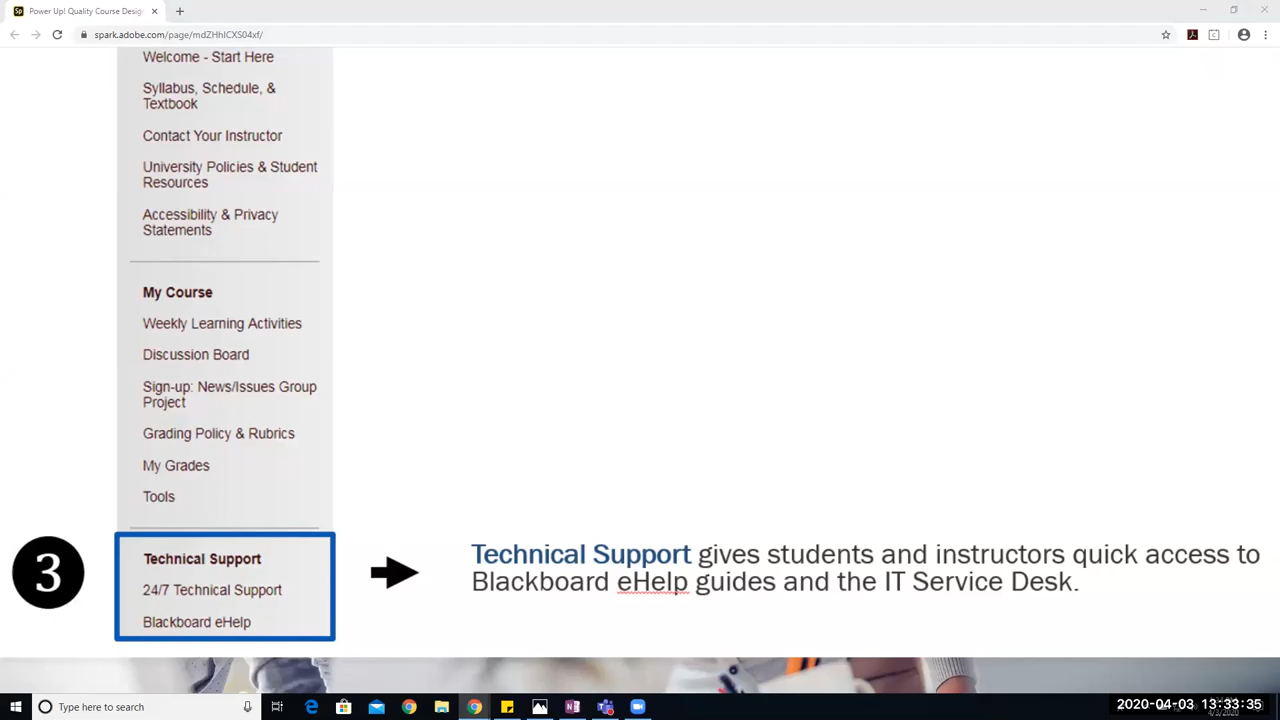 Power Up! Quality Course Desig
spark.adobe.com/page/mdZHhICXS04xf/
Welcome - Start Here
Syllabus, Schedule, &
Textbook
Contact Your Instructor
University Policies & Student
Resources
Accessibility & Privacy
Statements
My Course
Weekly Learning Activities
Discussion Board
Sign-up: News/Issues Group
Project
Grading Policy & Rubrics
My Grades
Tools
3
Technical Support
24/7 Technical Support
Blackboard eHelp
Technical Support gives students and instructors quick access to
Blackboard eHelp guides and the IT Service Desk.
Type here to search
2020-04-03 13:33:35